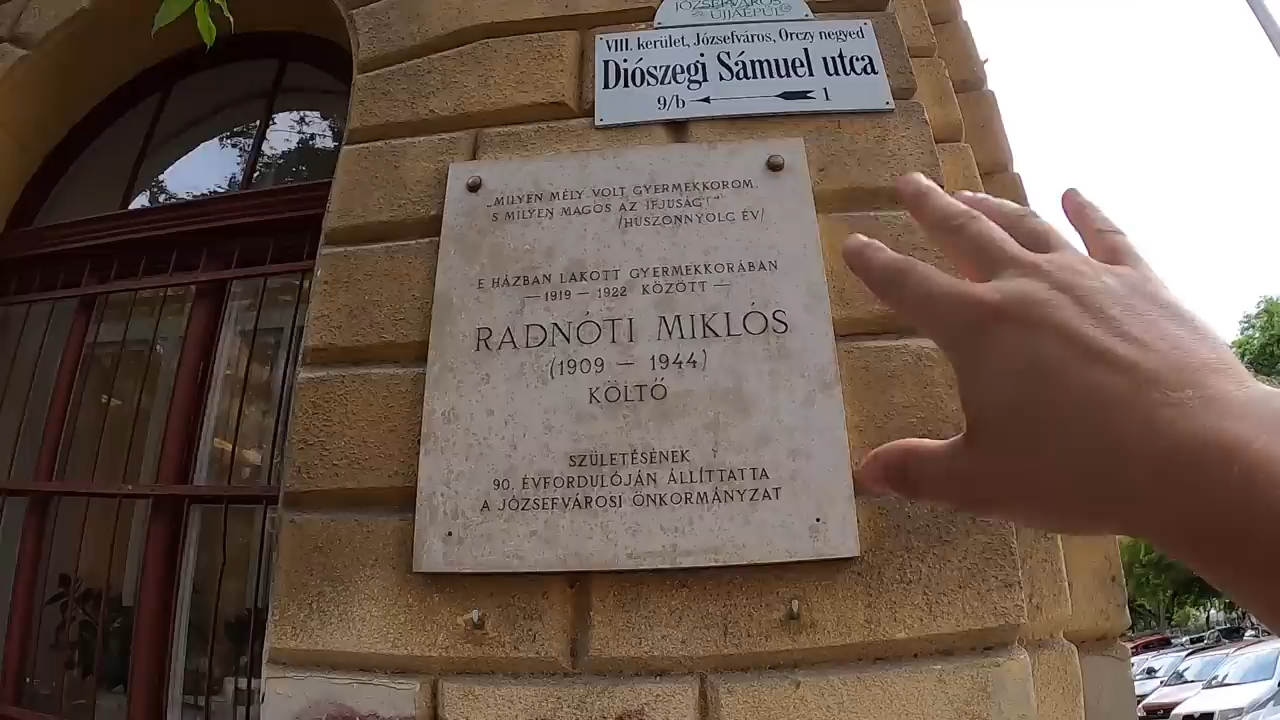 JÓZSEFVÁROS
ÚJJÁÉPÜL
VIII. kerület, Józsefváros, Orczy negyed
Diószegi Sámuel utca
9/b 1
„MILYEN MÉLY VOLT GYERMEKKOROM,
S MILYEN MAGOS AZ IFJUSÁG!"
/HUSZONNYOLC ÉV/
E HÁZBAN LAKOTT GYERMEKKORÁBAN
— 1919 — 1922 KÖZÖTT —
RADNÓTI MIKLÓS
(1909 — 1944)
KÖLTŐ
SZÜLETÉSÉNEK
90. ÉVFORDULÓJÁN ÁLLÍTTATTA
A JÓZSEFVÁROSI ÖNKORMÁNYZAT